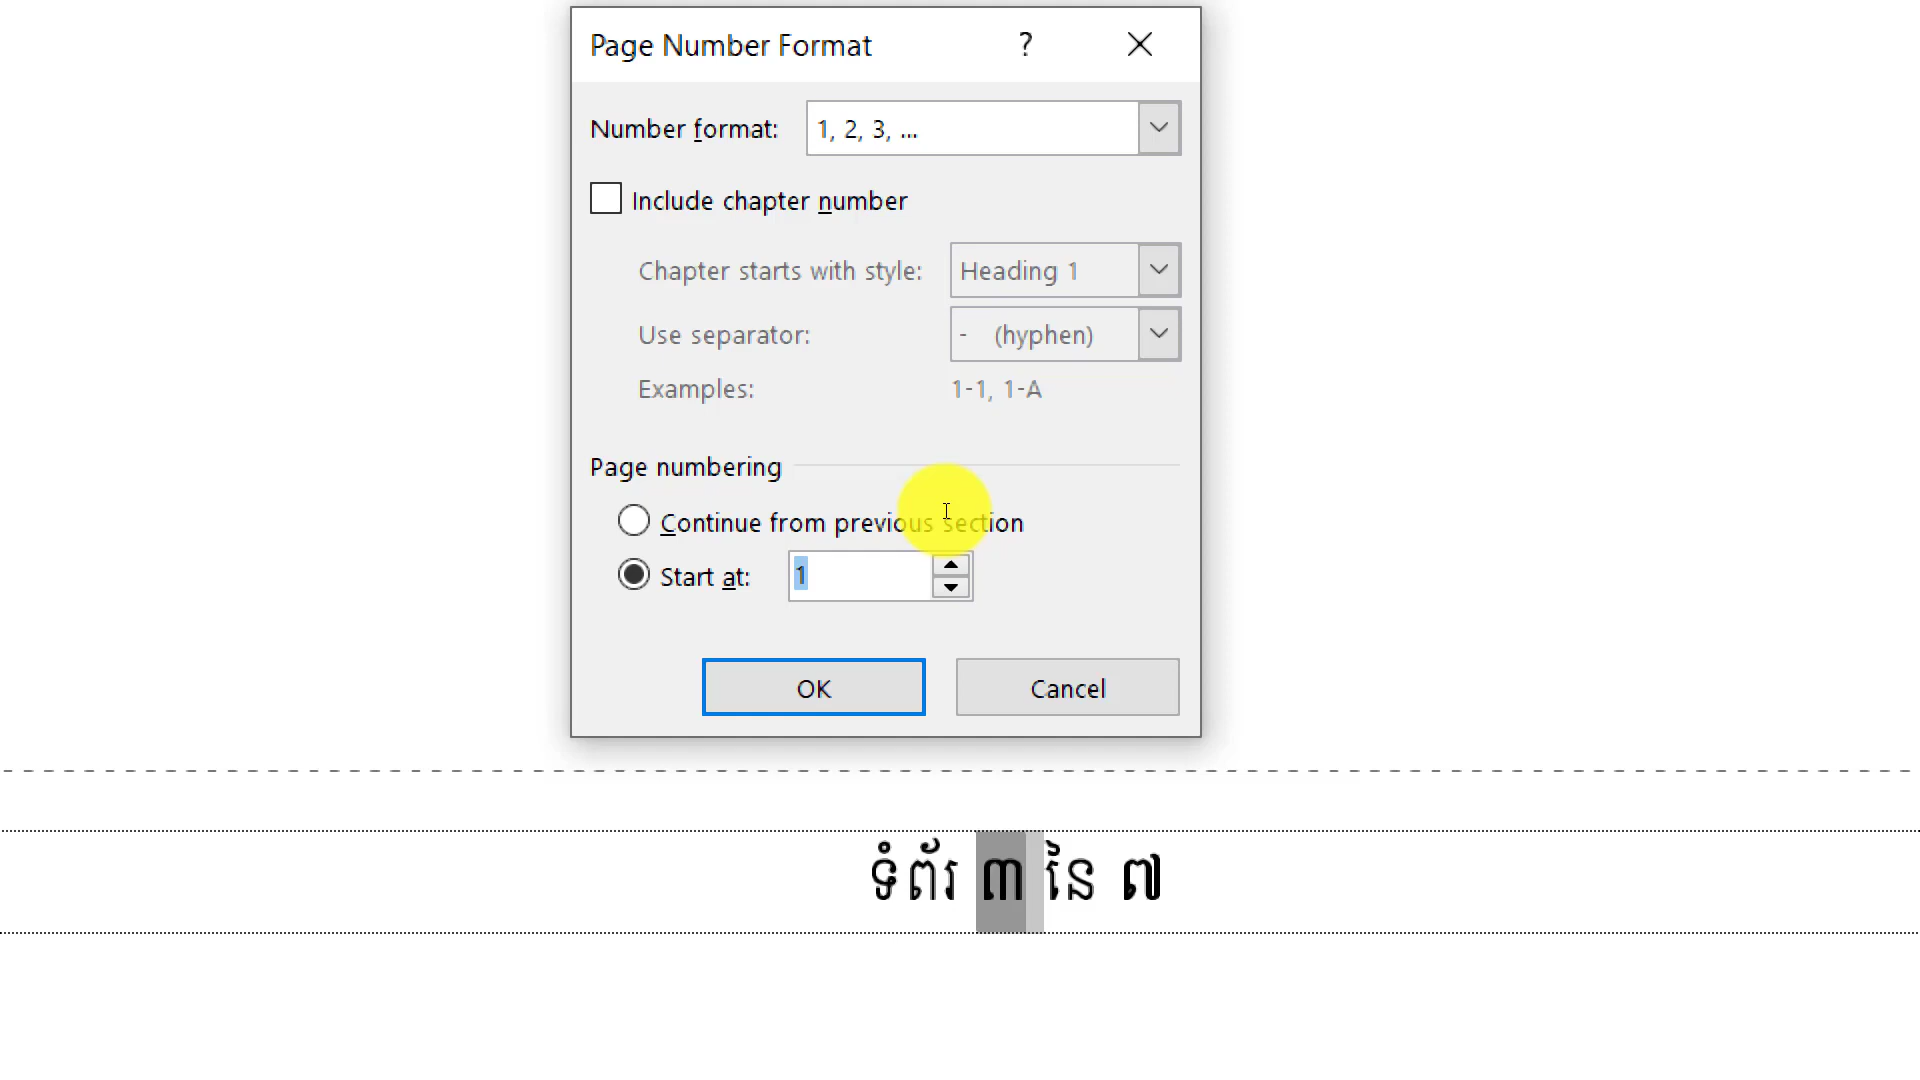 Page Number Format ?
Number format: 1, 2, 3, ...
Include chapter number
Chapter starts with style: Heading 1
Use separator: - (hyphen)
Examples: 1-1, 1-A
Page numbering
Continue from previous section
Start at: 1
OK Cancel
ទំព័រ ៣ នៃ ៧